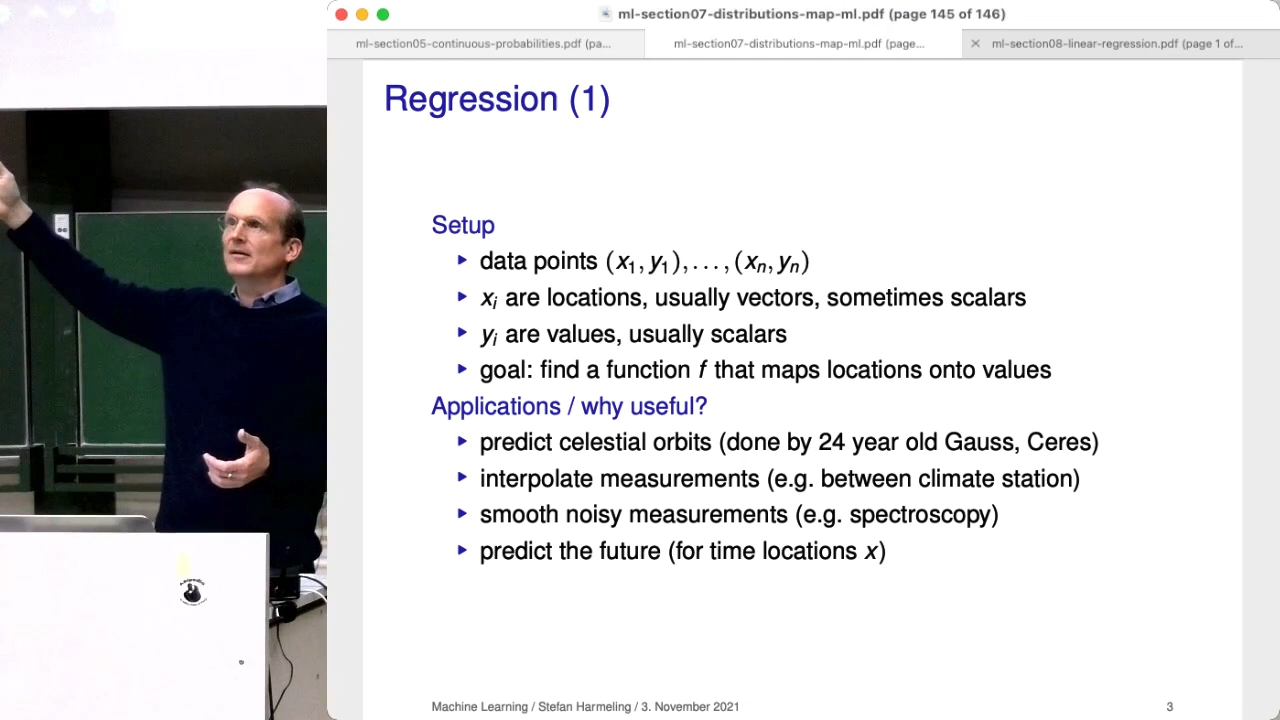 ml-section07-distributions-map-ml.pdf (page 145 of 146)
ml-section05-continuous-probabilities.pdf (pa...
ml-section07-distributions-map-ml.pdf (page...
ml-section08-linear-regression.pdf (page 1 of...
Regression (1)
Setup
▸ data points (x₁, y₁), . . . , (xₙ, yₙ)
▸ xᵢ are locations, usually vectors, sometimes scalars
▸ yᵢ are values, usually scalars
▸ goal: find a function f that maps locations onto values
Applications / why useful?
▸ predict celestial orbits (done by 24 year old Gauss, Ceres)
▸ interpolate measurements (e.g. between climate station)
▸ smooth noisy measurements (e.g. spectroscopy)
▸ predict the future (for time locations x)
Machine Learning / Stefan Harmeling / 3. November 2021
3